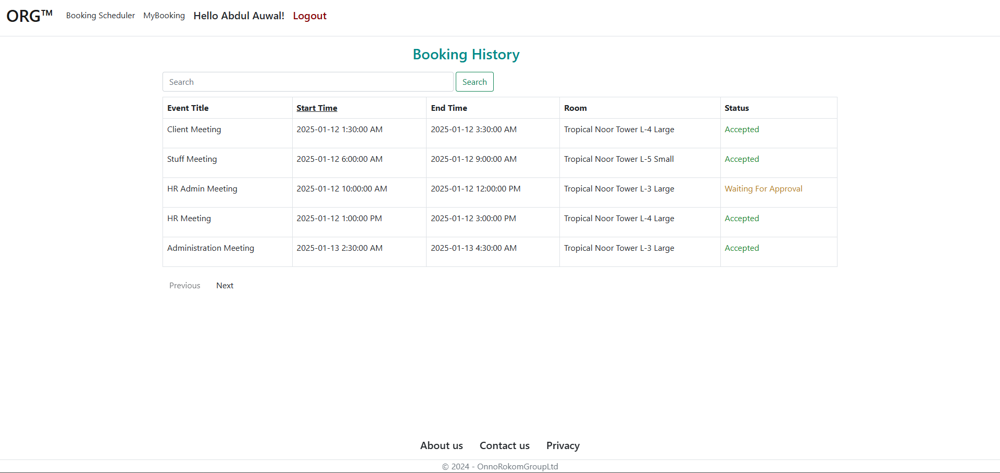 ORG™ Booking Scheduler MyBooking Hello Abdul Auwal! Logout
Booking History
Search Search
Event Title Start Time End Time Room Status
Client Meeting 2025-01-12 1:30:00 AM 2025-01-12 3:30:00 AM Tropical Noor Tower L-4 Large Accepted
Stuff Meeting 2025-01-12 6:00:00 AM 2025-01-12 9:00:00 AM Tropical Noor Tower L-5 Small Accepted
HR Admin Meeting 2025-01-12 10:00:00 AM 2025-01-12 12:00:00 PM Tropical Noor Tower L-3 Large Waiting For Approval
HR Meeting 2025-01-12 1:00:00 PM 2025-01-12 3:00:00 PM Tropical Noor Tower L-4 Large Accepted
Administration Meeting 2025-01-13 2:30:00 AM 2025-01-13 4:30:00 AM Tropical Noor Tower L-3 Large Accepted
Previous Next
About us Contact us Privacy
© 2024 - OnnoRokomGroupLtd